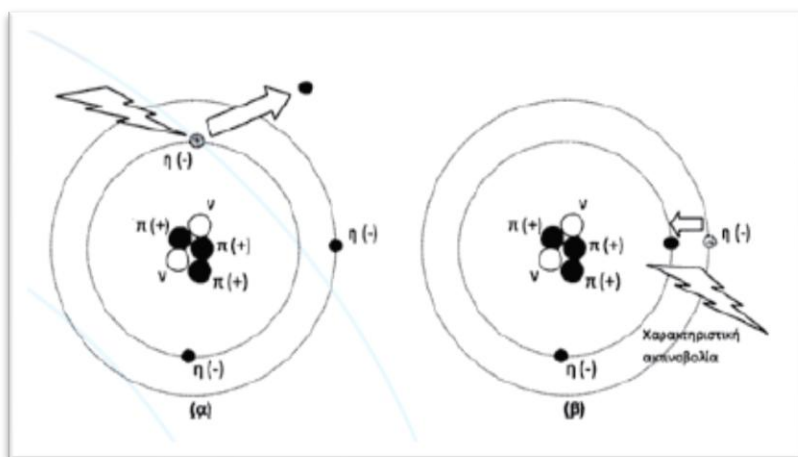 η (-)
ν
π (+)
π (+)
ν
π (+)
η (-)
η (-)
(α)
ν
π (+)
π (+)
ν
π (+)
η (-)
Χαρακτηριστική
ακτινοβολία
η (-)
(β)